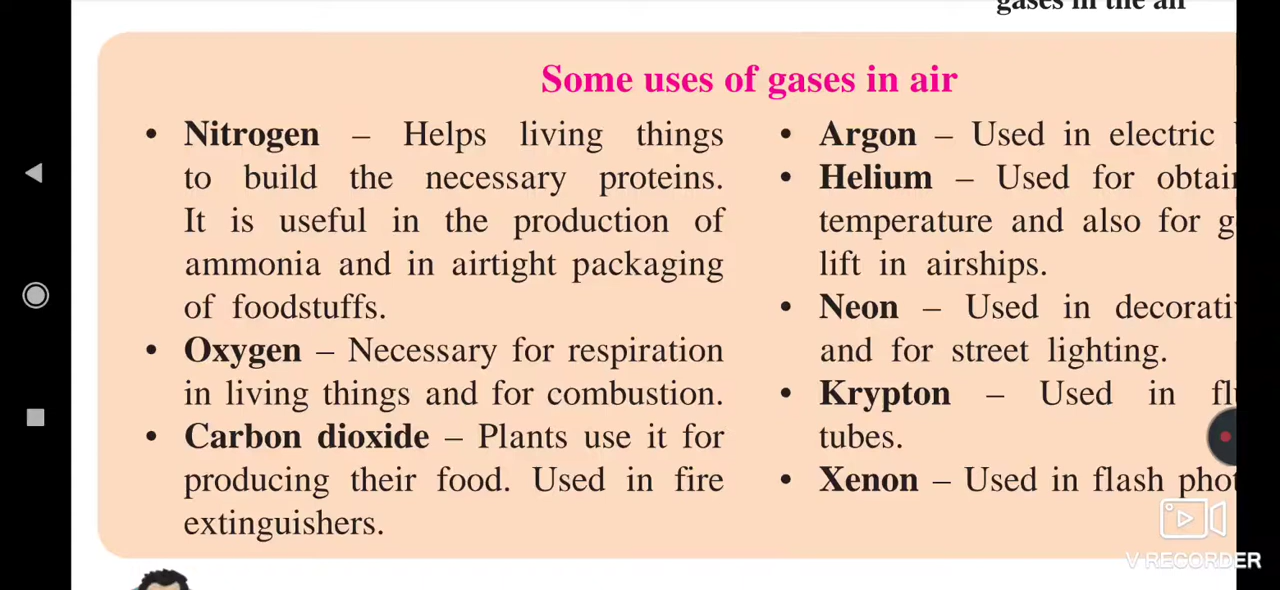 gases in the air
Some uses of gases in air
• Nitrogen – Helps living things
to build the necessary proteins.
It is useful in the production of
ammonia and in airtight packaging
of foodstuffs.
• Oxygen – Necessary for respiration
in living things and for combustion.
• Carbon dioxide – Plants use it for
producing their food. Used in fire
extinguishers.
• Argon – Used in electric
• Helium – Used for obtai
temperature and also for g
lift in airships.
• Neon – Used in decorati
and for street lighting.
• Krypton – Used in fl
tubes.
• Xenon – Used in flash phot
V RECORDER